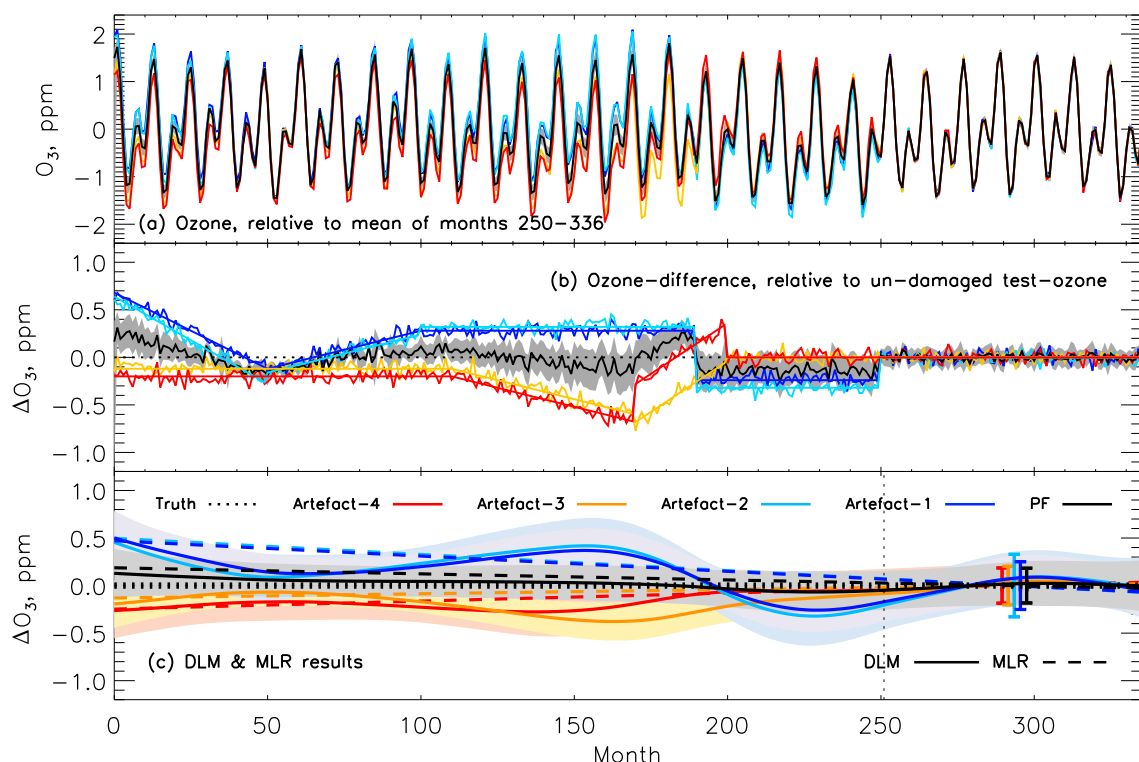 2
1
0
−1
−2
O3, ppm
(a) Ozone, relative to mean of months 250−336
1.0
0.5
0.0
−0.5
−1.0
ΔO3, ppm
(b) Ozone−difference, relative to un−damaged test−ozone
1.0
0.5
0.0
−0.5
−1.0
ΔO3, ppm
Truth Artefact−4 Artefact−3 Artefact−2 Artefact−1 PF
(c) DLM & MLR results
DLM MLR
0 50 100 150 200 250 300
Month